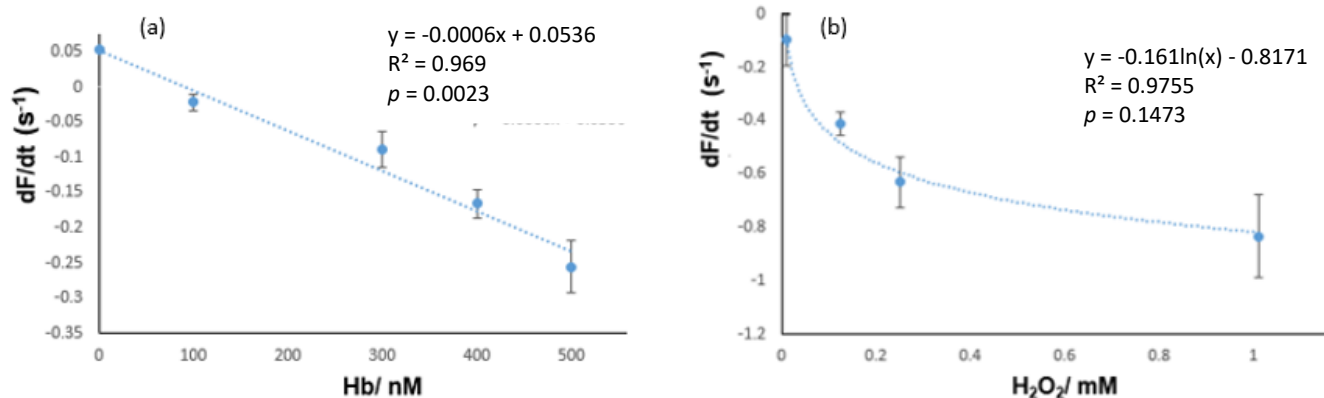 (a)
y = -0.0006x + 0.0536
R² = 0.969
p = 0.0023
dF/dt (s⁻¹)
0.05
0
-0.05
-0.1
-0.15
-0.2
-0.25
-0.3
-0.35
0 100 200 300 400 500
Hb/ nM
(b)
y = -0.161ln(x) - 0.8171
R² = 0.9755
p = 0.1473
dF/dt (s⁻¹)
0
-0.2
-0.4
-0.6
-0.8
-1
-1.2
0 0.2 0.4 0.6 0.8 1
H₂O₂/ mM